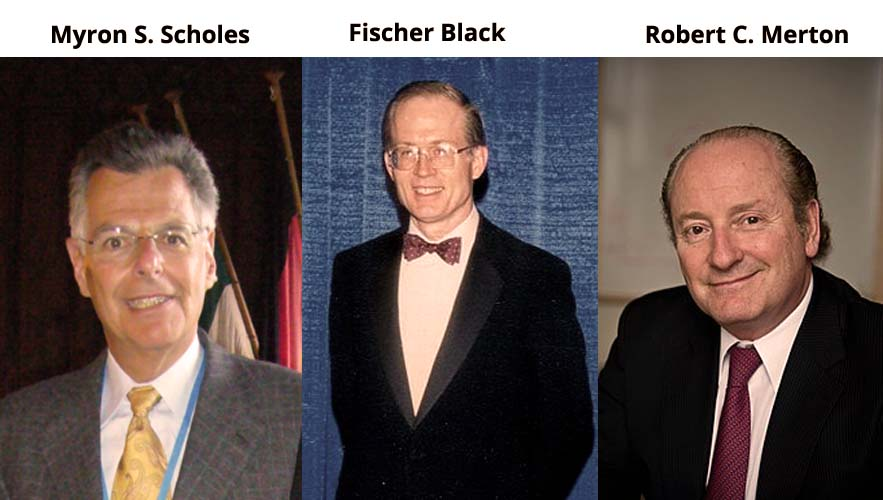 Myron S. Scholes
Fischer Black
Robert C. Merton